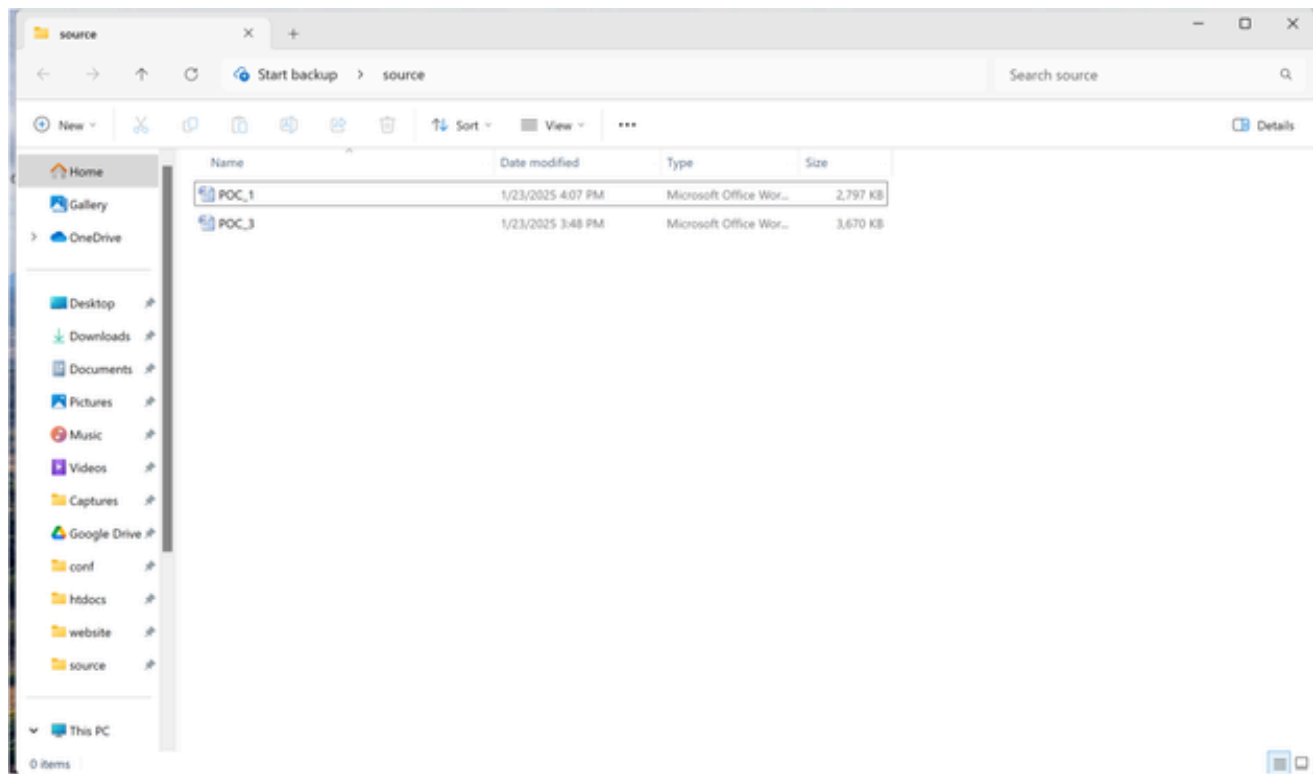 source
Start backup > source
Search source
New
Sort
View
Details
Name Date modified Type Size
POC_1 1/23/2025 4:07 PM Microsoft Office Wor... 2,797 KB
POC_3 1/23/2025 3:48 PM Microsoft Office Wor... 3,670 KB
Home
Gallery
OneDrive
Desktop
Downloads
Documents
Pictures
Music
Videos
Captures
Google Drive
conf
htdocs
website
source
This PC
0 items